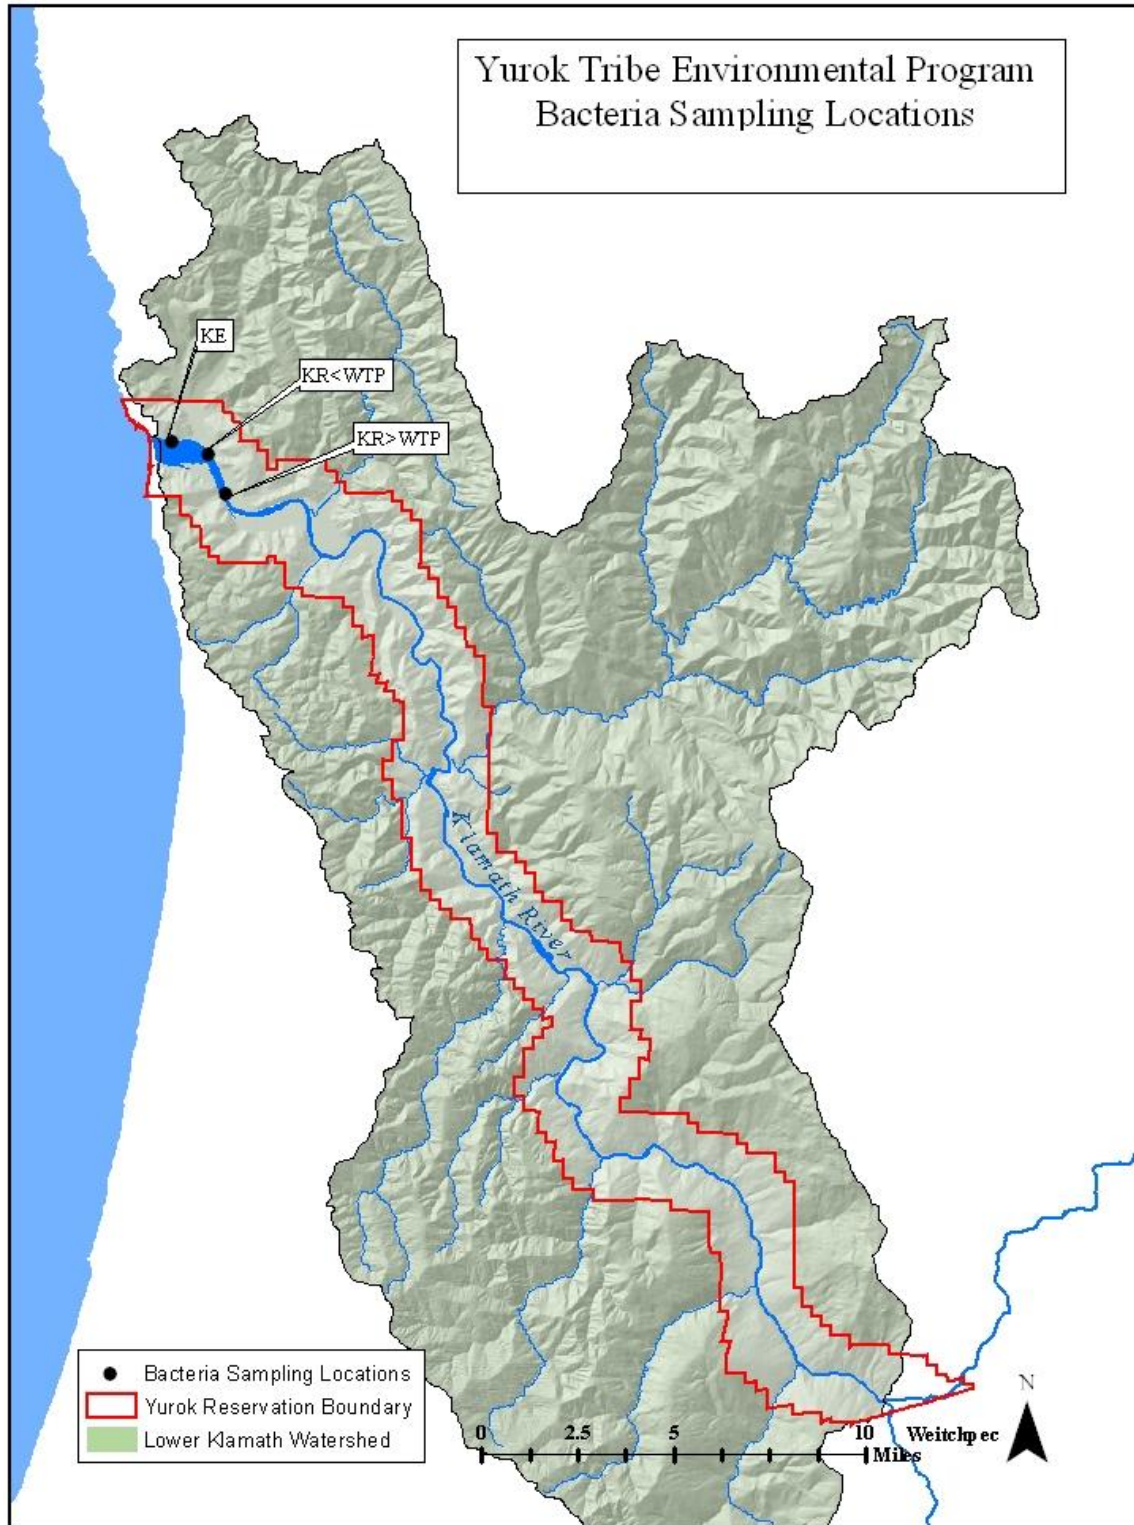 Yurok Tribe Environmental Program
Bacteria Sampling Locations
KE
KR<WTP
KR>WTP
Klamath River
Bacteria Sampling Locations
Yurok Reservation Boundary
Lower Klamath Watershed
0 2.5 5 10
Miles
Weitchpec
N